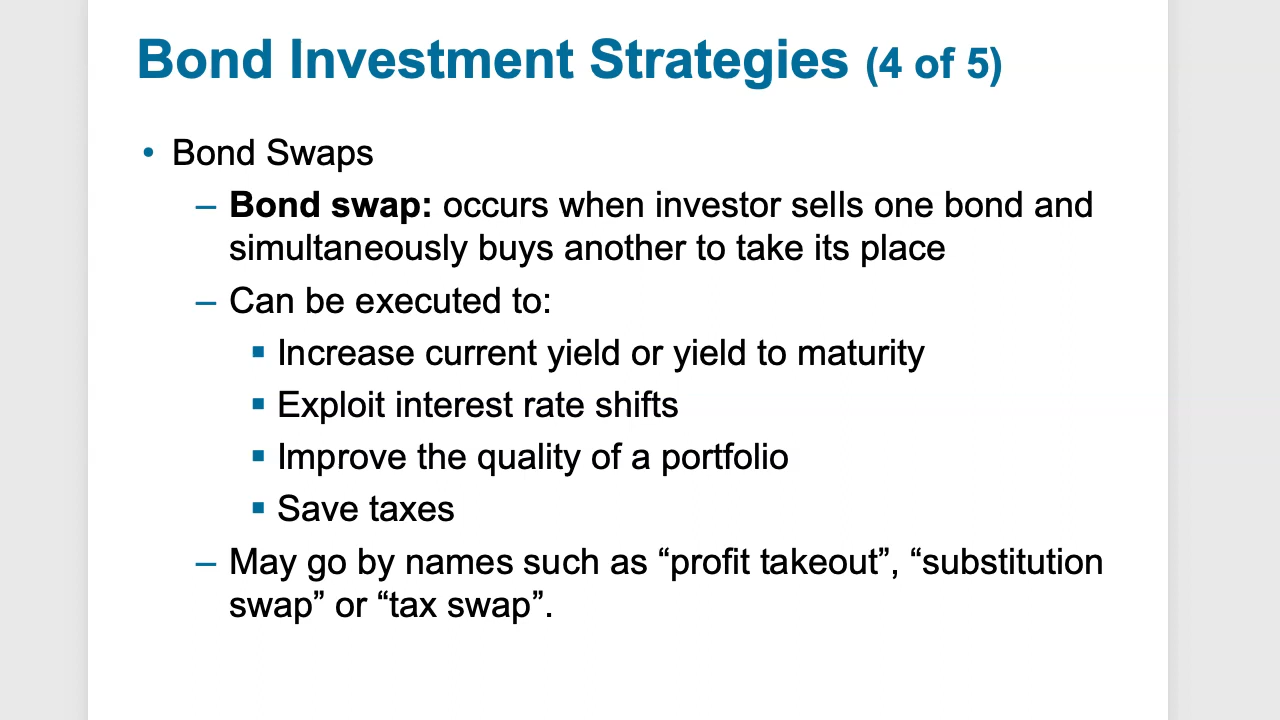 Bond Investment Strategies (4 of 5)
• Bond Swaps
– Bond swap: occurs when investor sells one bond and
simultaneously buys another to take its place
– Can be executed to:
▪ Increase current yield or yield to maturity
▪ Exploit interest rate shifts
▪ Improve the quality of a portfolio
▪ Save taxes
– May go by names such as “profit takeout”, “substitution
swap” or “tax swap”.